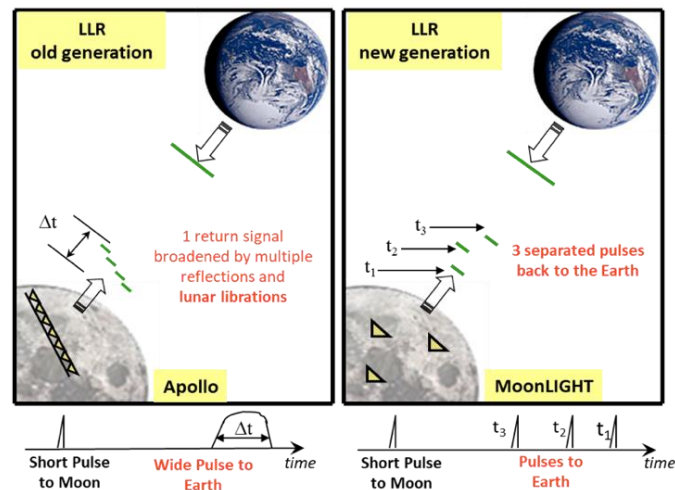 LLR
old generation
Δt
1 return signal
broadened by multiple
reflections and
lunar librations
Apollo
Δt
Short Pulse
to Moon
Wide Pulse to
Earth
time
LLR
new generation
t₃
t₂
t₁
3 separated pulses
back to the Earth
MoonLIGHT
t₃
t₂
t₁
Short Pulse
to Moon
Pulses to
Earth
time